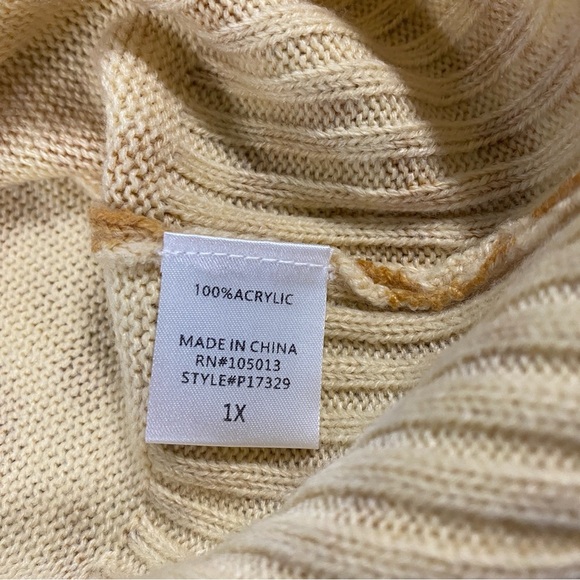 100%ACRYLIC
MADE IN CHINA
RN#105013
STYLE#P17329
1X